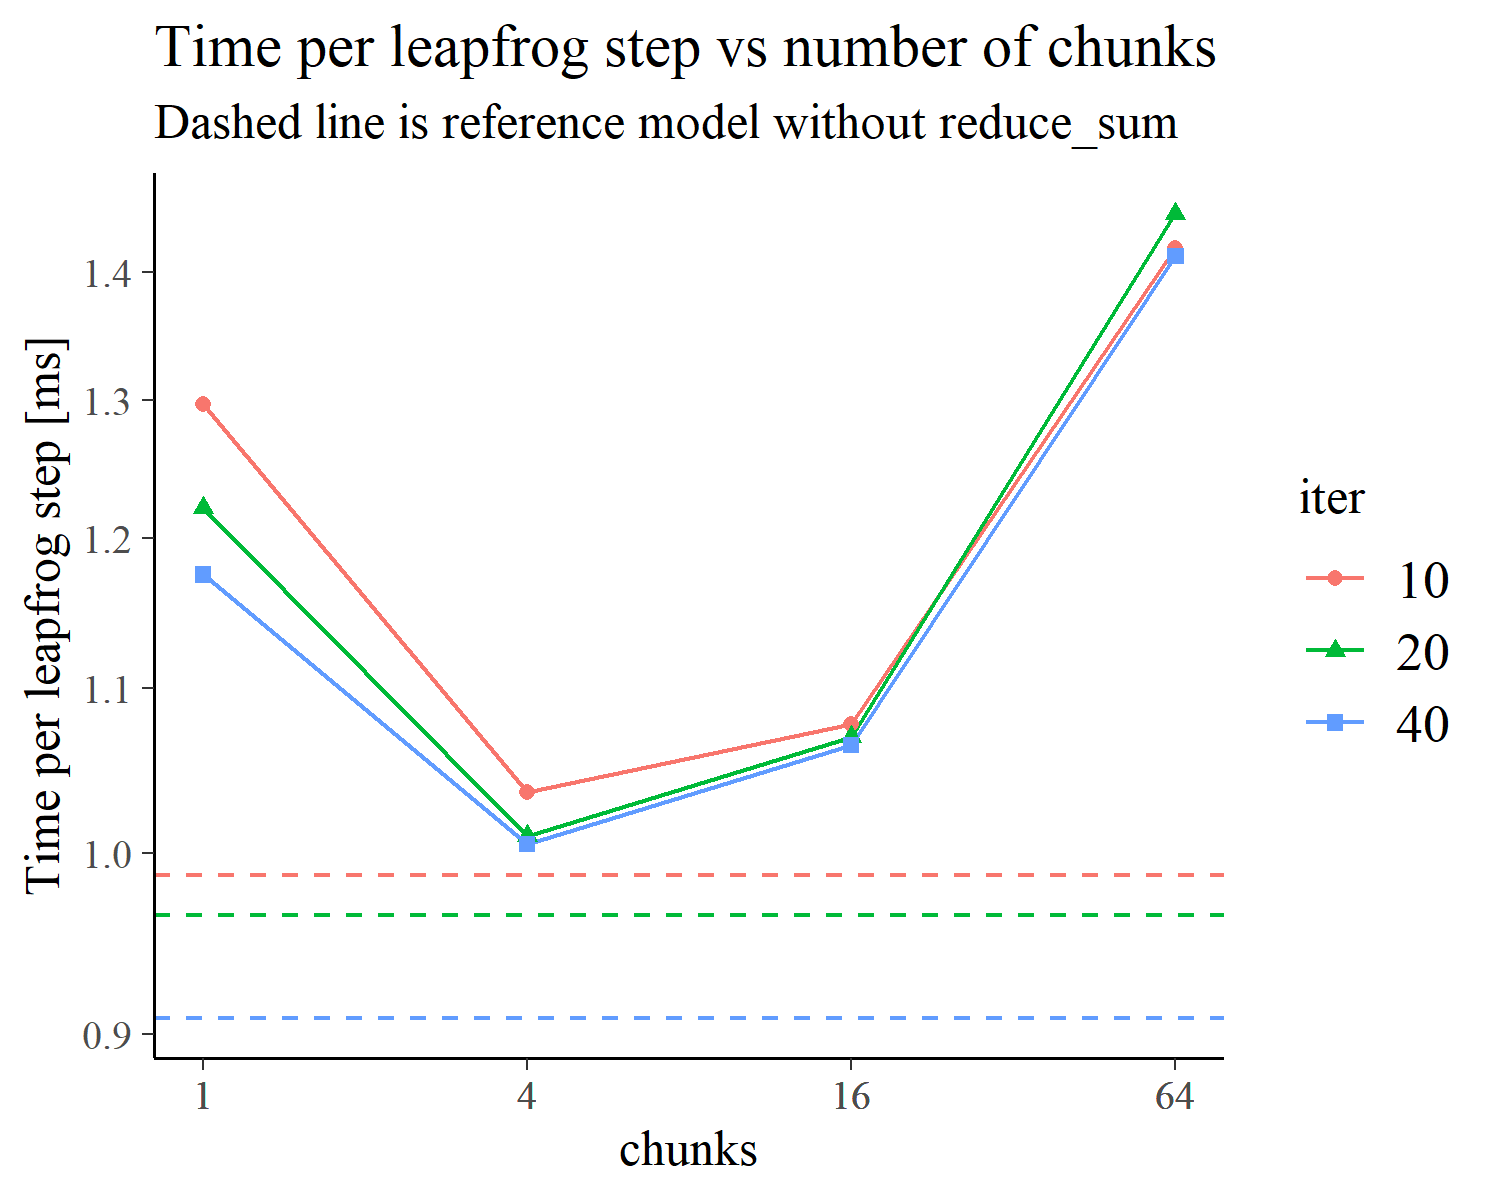 Time per leapfrog step vs number of chunks
Dashed line is reference model without reduce_sum
Time per leapfrog step [ms]
1.4
1.3
1.2
1.1
1.0
0.9
1 4 16 64
chunks
iter
10
20
40